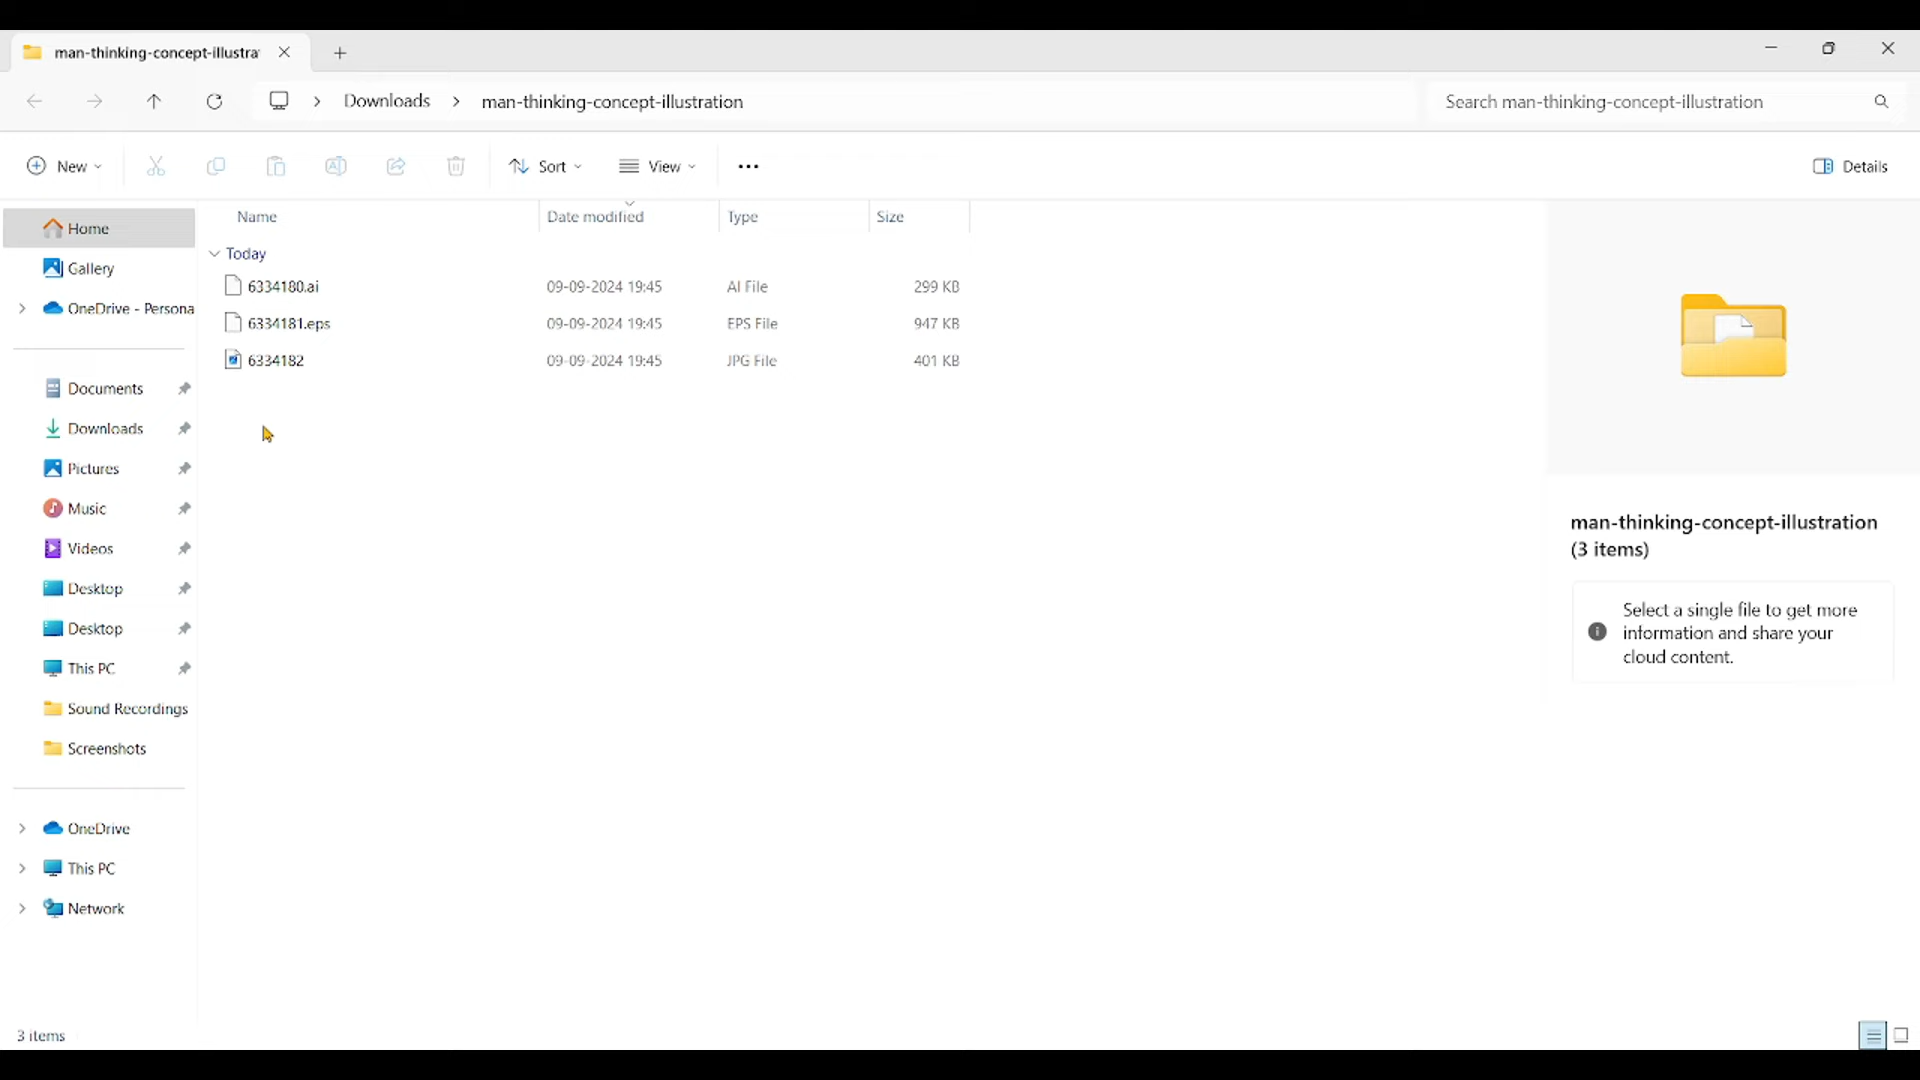 man-thinking-concept-illustra
Downloads > man-thinking-concept-illustration
Search man-thinking-concept-illustration
New
Sort
View
Details
Home
Gallery
OneDrive - Persona
Documents
Downloads
Pictures
Music
Videos
Desktop
Desktop
This PC
Sound Recordings
Screenshots
OneDrive
This PC
Network
Name Date modified Type Size
Today
6334180.ai 09-09-2024 19:45 AI File 299 KB
6334181.eps 09-09-2024 19:45 EPS File 947 KB
6334182 09-09-2024 19:45 JPG File 401 KB
man-thinking-concept-illustration
(3 items)
Select a single file to get more
information and share your
cloud content.
3 items